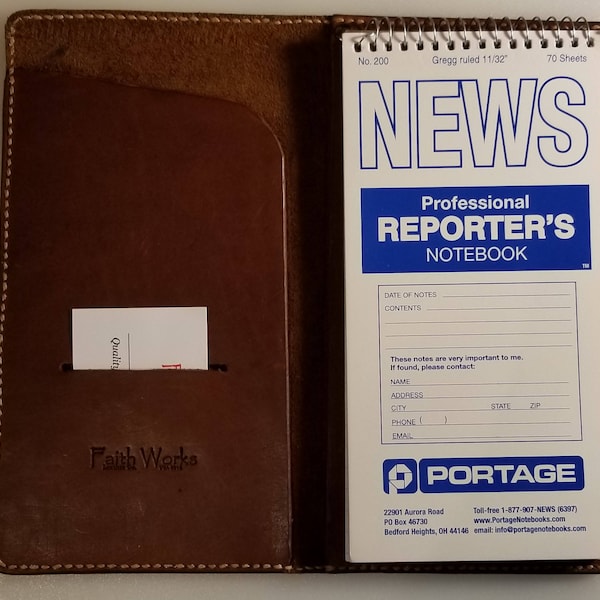 Quality
Faith Works
No. 200 Gregg ruled 11/32" 70 Sheets
NEWS
Professional
REPORTER'S
NOTEBOOK
TM
DATE OF NOTES
CONTENTS
These notes are very important to me.
If found, please contact:
NAME
ADDRESS
CITY STATE ZIP
PHONE ( )
EMAIL
PORTAGE
22901 Aurora Road Toll-free 1-877-907-NEWS (6397)
PO Box 46730 www.PortageNotebooks.com
Bedford Heights, OH 44146 email: info@portagenotebooks.com